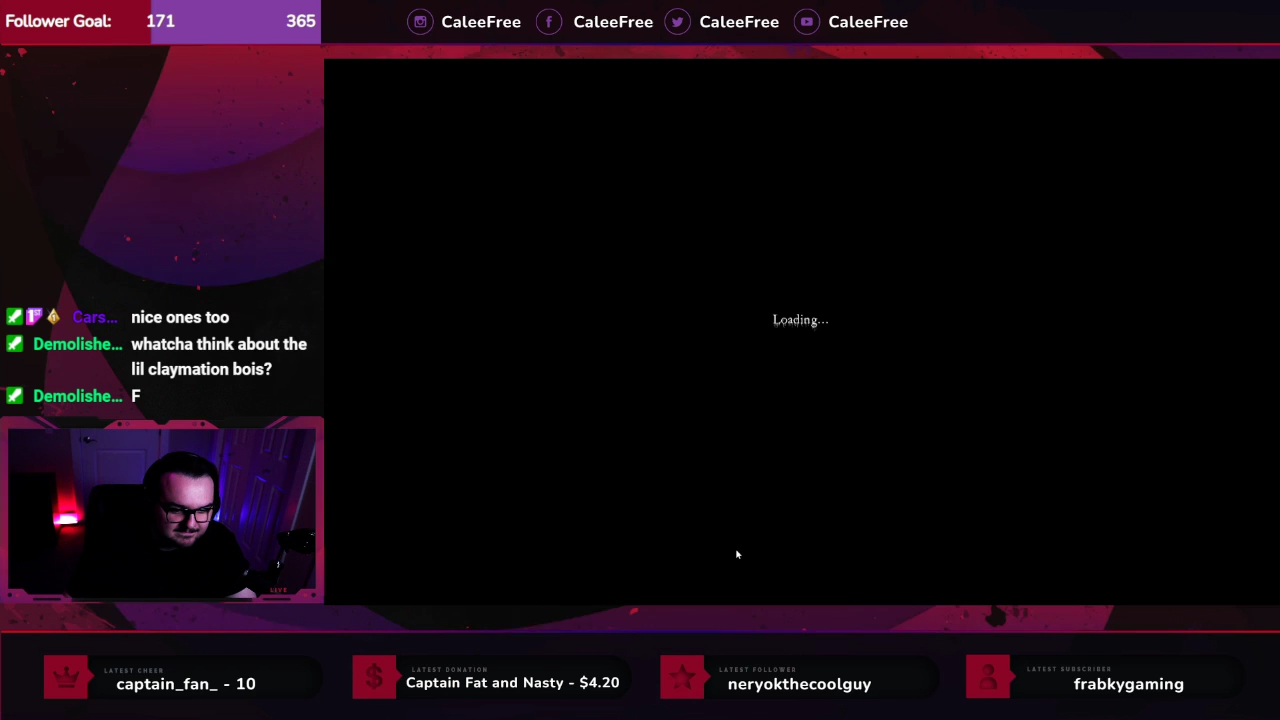 Follower Goal: 171 365
CaleeFree CaleeFree CaleeFree CaleeFree
Loading...
Cars... nice ones too
Demolishe... whatcha think about the
lil claymation bois?
Demolishe... F
LIVE
LATEST CHEER
captain_fan_ - 10
LATEST DONATION
Captain Fat and Nasty - $4.20
LATEST FOLLOWER
neryokthecoolguy
LATEST SUBSCRIBER
frabkygaming